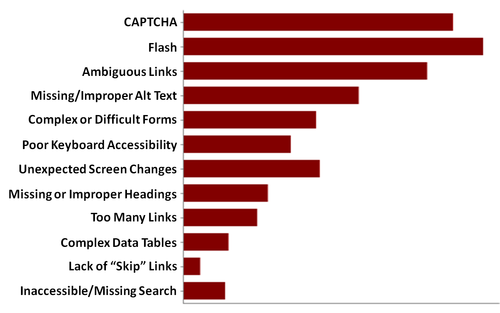 CAPTCHA
Flash
Ambiguous Links
Missing/Improper Alt Text
Complex or Difficult Forms
Poor Keyboard Accessibility
Unexpected Screen Changes
Missing or Improper Headings
Too Many Links
Complex Data Tables
Lack of “Skip” Links
Inaccessible/Missing Search